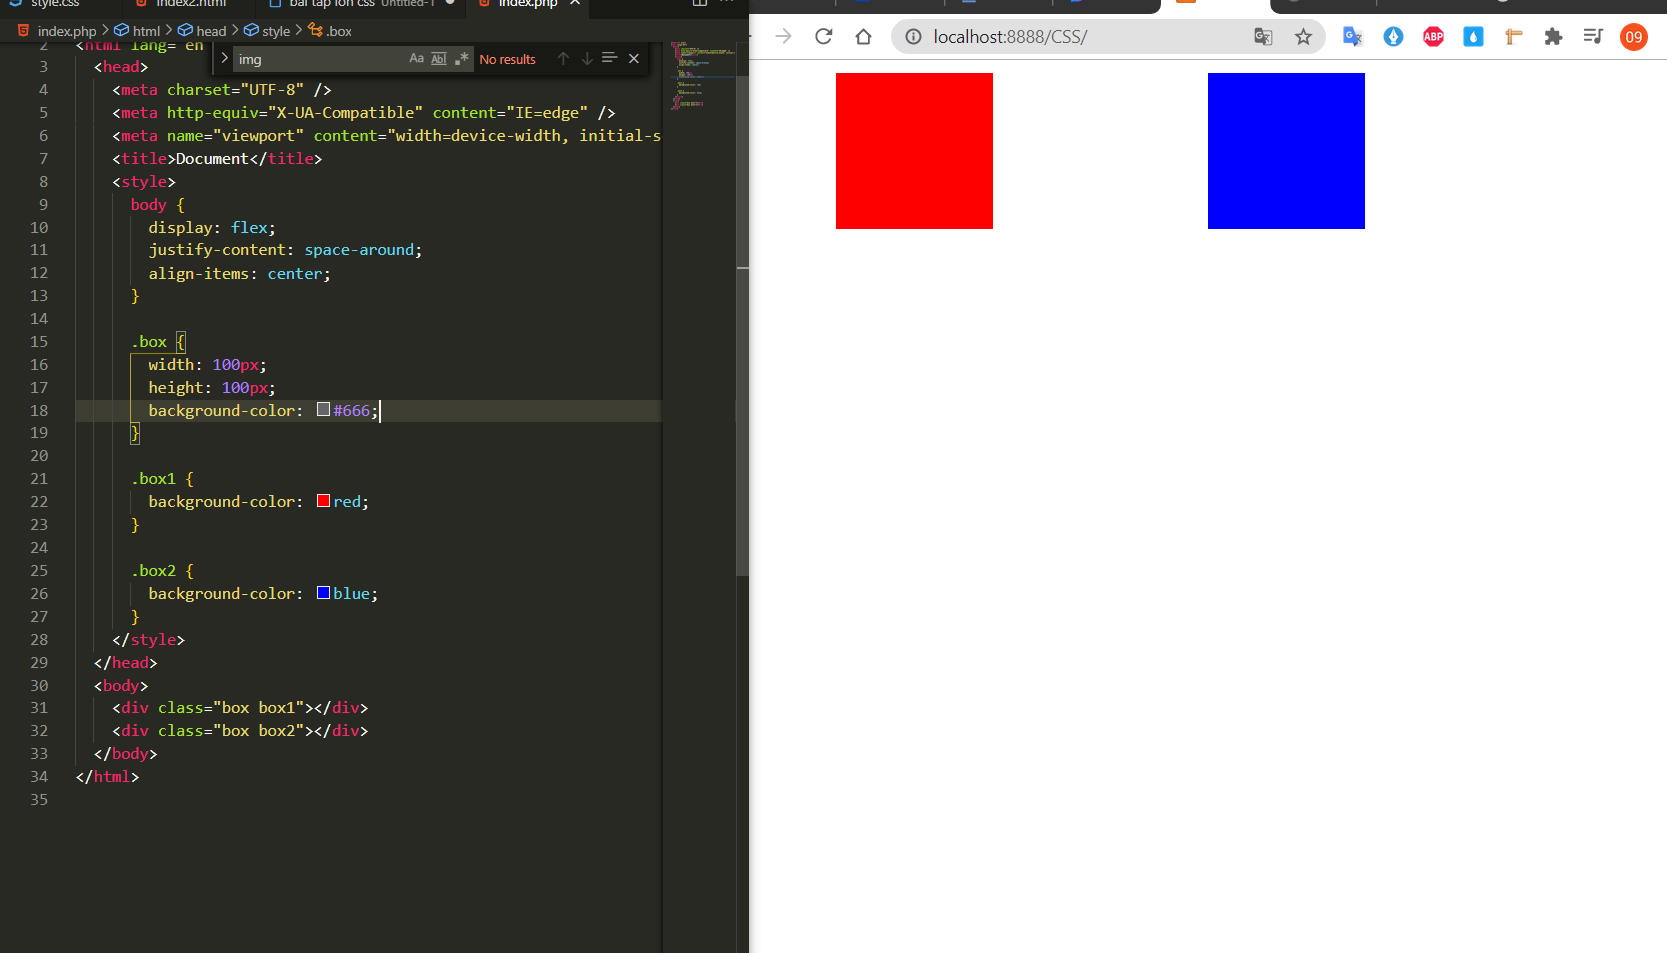 style.css index2.html bai tap lon css Untitled-1 index.php
index.php > html > head > style > .box
img Aa Abl .* No results
2 <html lang="en
3 <head>
4 <meta charset="UTF-8" />
5 <meta http-equiv="X-UA-Compatible" content="IE=edge" />
6 <meta name="viewport" content="width=device-width, initial-s
7 <title>Document</title>
8 <style>
9 body {
10 display: flex;
11 justify-content: space-around;
12 align-items: center;
13 }
14
15 .box {
16 width: 100px;
17 height: 100px;
18 background-color: #666;
19 }
20
21 .box1 {
22 background-color: red;
23 }
24
25 .box2 {
26 background-color: blue;
27 }
28 </style>
29 </head>
30 <body>
31 <div class="box box1"></div>
32 <div class="box box2"></div>
33 </body>
34 </html>
35
localhost:8888/CSS/
ABP
09